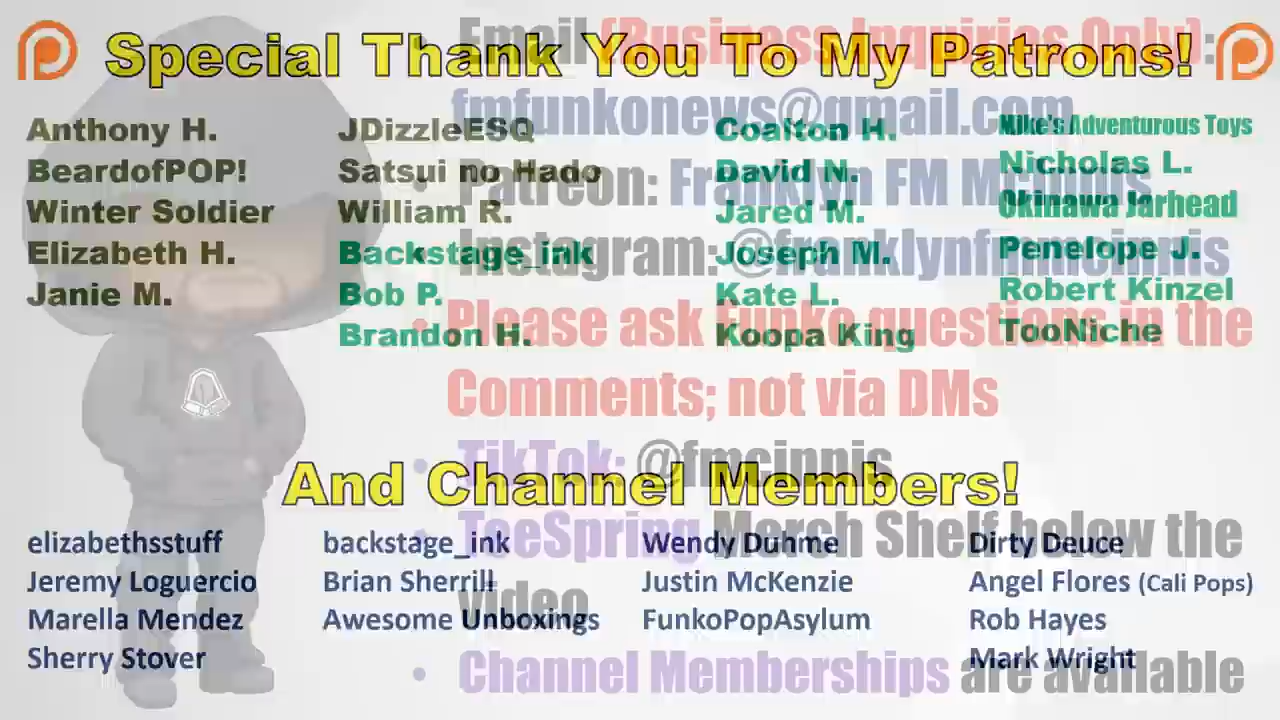 Special Thank You To My Patrons!
Anthony H.
BeardofPOP!
Winter Soldier
Elizabeth H.
Janie M.
JDizzleESQ
Satsui no Hado
William R.
Backstage_ink
Bob P.
Brandon H.
Coalton H.
David N.
Jared M.
Joseph M.
Kate L.
Koopa King
Mike's Adventurous Toys
Nicholas L.
Okinawa Jarhead
Penelope J.
Robert Kinzel
TooNiche
And Channel Members!
elizabethsstuff
Jeremy Loguercio
Marella Mendez
Sherry Stover
backstage_ink
Brian Sherrill
Awesome Unboxings
Wendy Duhme
Justin McKenzie
FunkoPopAsylum
Dirty Deuce
Angel Flores (Cali Pops)
Rob Hayes
Mark Wright
• Email (Business Inquiries Only):
fmfunkonews@gmail.com
• Patreon: Franklyn FM McInnis
• Instagram: @franklynfmmcinnis
• Please ask Funko questions in the
Comments; not via DMs
• TikTok: @fmcinnis
• TeeSpring Merch Shelf below the
video
• Channel Memberships are available